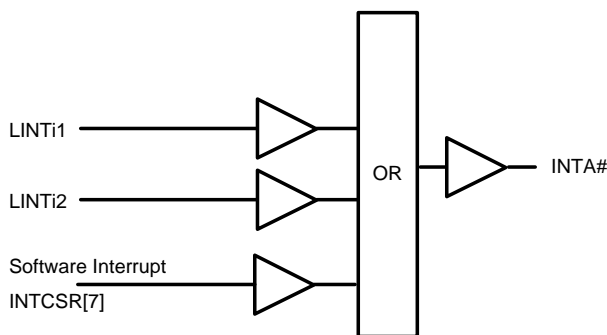 LINTi1
OR
INTA#
LINTi2
Software Interrupt
INTCSR[7]